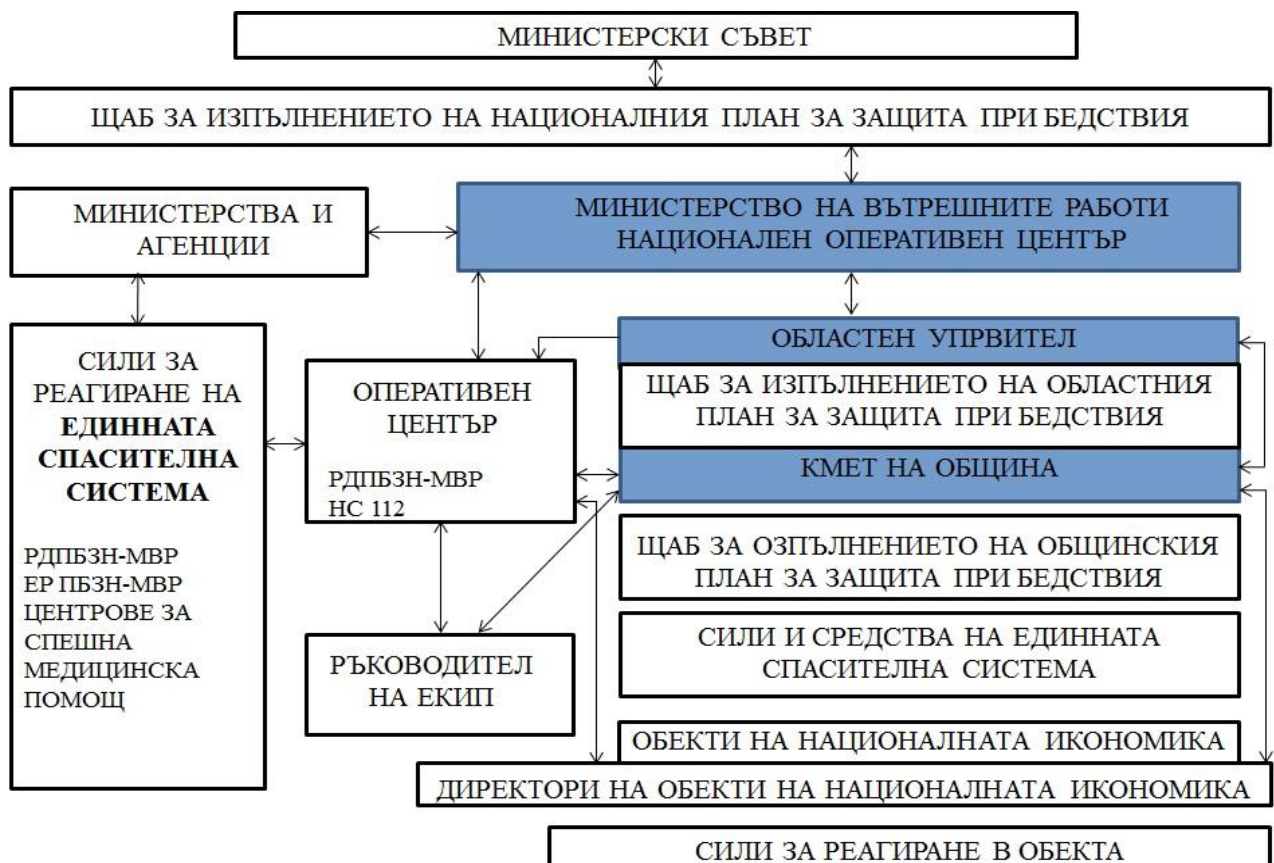 МИНИСТЕРСКИ СЪВЕТ
ЩАБ ЗА ИЗПЪЛНЕНИЕТО НА НАЦИОНАЛНИЯ ПЛАН ЗА ЗАЩИТА ПРИ БЕДСТВИЯ
МИНИСТЕРСТВА И
АГЕНЦИИ
МИНИСТЕРСТВО НА ВЪТРЕШНИТЕ РАБОТИ
НАЦИОНАЛЕН ОПЕРАТИВЕН ЦЕНТЪР
СИЛИ ЗА
РЕАГИРАНЕ НА
ЕДИННАТА
СПАСИТЕЛНА
СИСТЕМА
РДПБЗН-МВР
ЕР ПБЗН-МВР
ЦЕНТРОВЕ ЗА
СПЕШНА
МЕДИЦИНСКА
ПОМОЩ
ОПЕРАТИВЕН
ЦЕНТЪР
РДПБЗН-МВР
НС 112
РЪКОВОДИТЕЛ
НА ЕКИП
ОБЛАСТЕН УПРВИТЕЛ
ЩАБ ЗА ИЗПЪЛНЕНИЕТО НА ОБЛАСТНИЯ
ПЛАН ЗА ЗАЩИТА ПРИ БЕДСТВИЯ
КМЕТ НА ОБЩИНА
ЩАБ ЗА ОЗПЪЛНЕНИЕТО НА ОБЩИНСКИЯ
ПЛАН ЗА ЗАЩИТА ПРИ БЕДСТВИЯ
СИЛИ И СРЕДСТВА НА ЕДИННАТА
СПАСИТЕЛНА СИСТЕМА
ОБЕКТИ НА НАЦИОНАЛНАТА ИКОНОМИКА
ДИРЕКТОРИ НА ОБЕКТИ НА НАЦИОНАЛНАТА ИКОНОМИКА
СИЛИ ЗА РЕАГИРАНЕ В ОБЕКТА